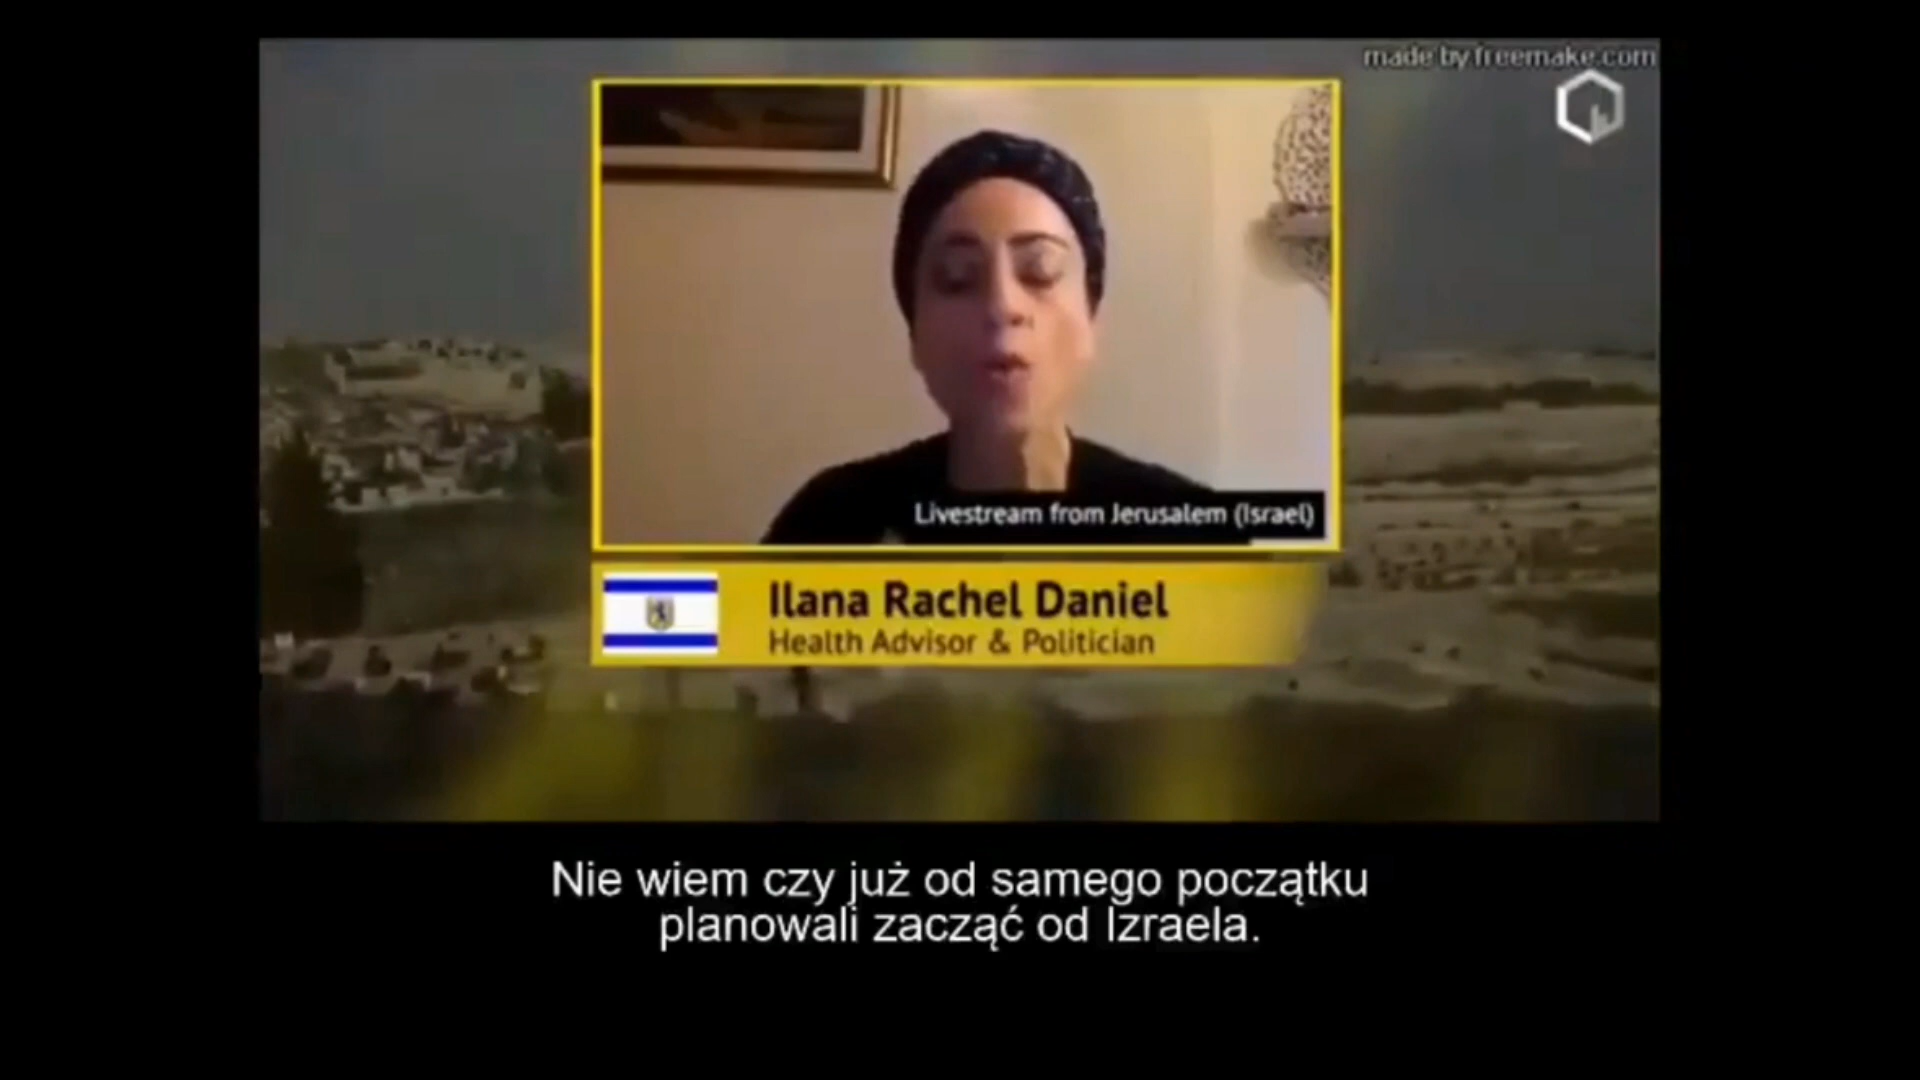 made by freemake.com
Livestream from Jerusalem (Israel)
Ilana Rachel Daniel
Health Advisor & Politician
Nie wiem czy już od samego początku
planowali zacząć od Izraela.